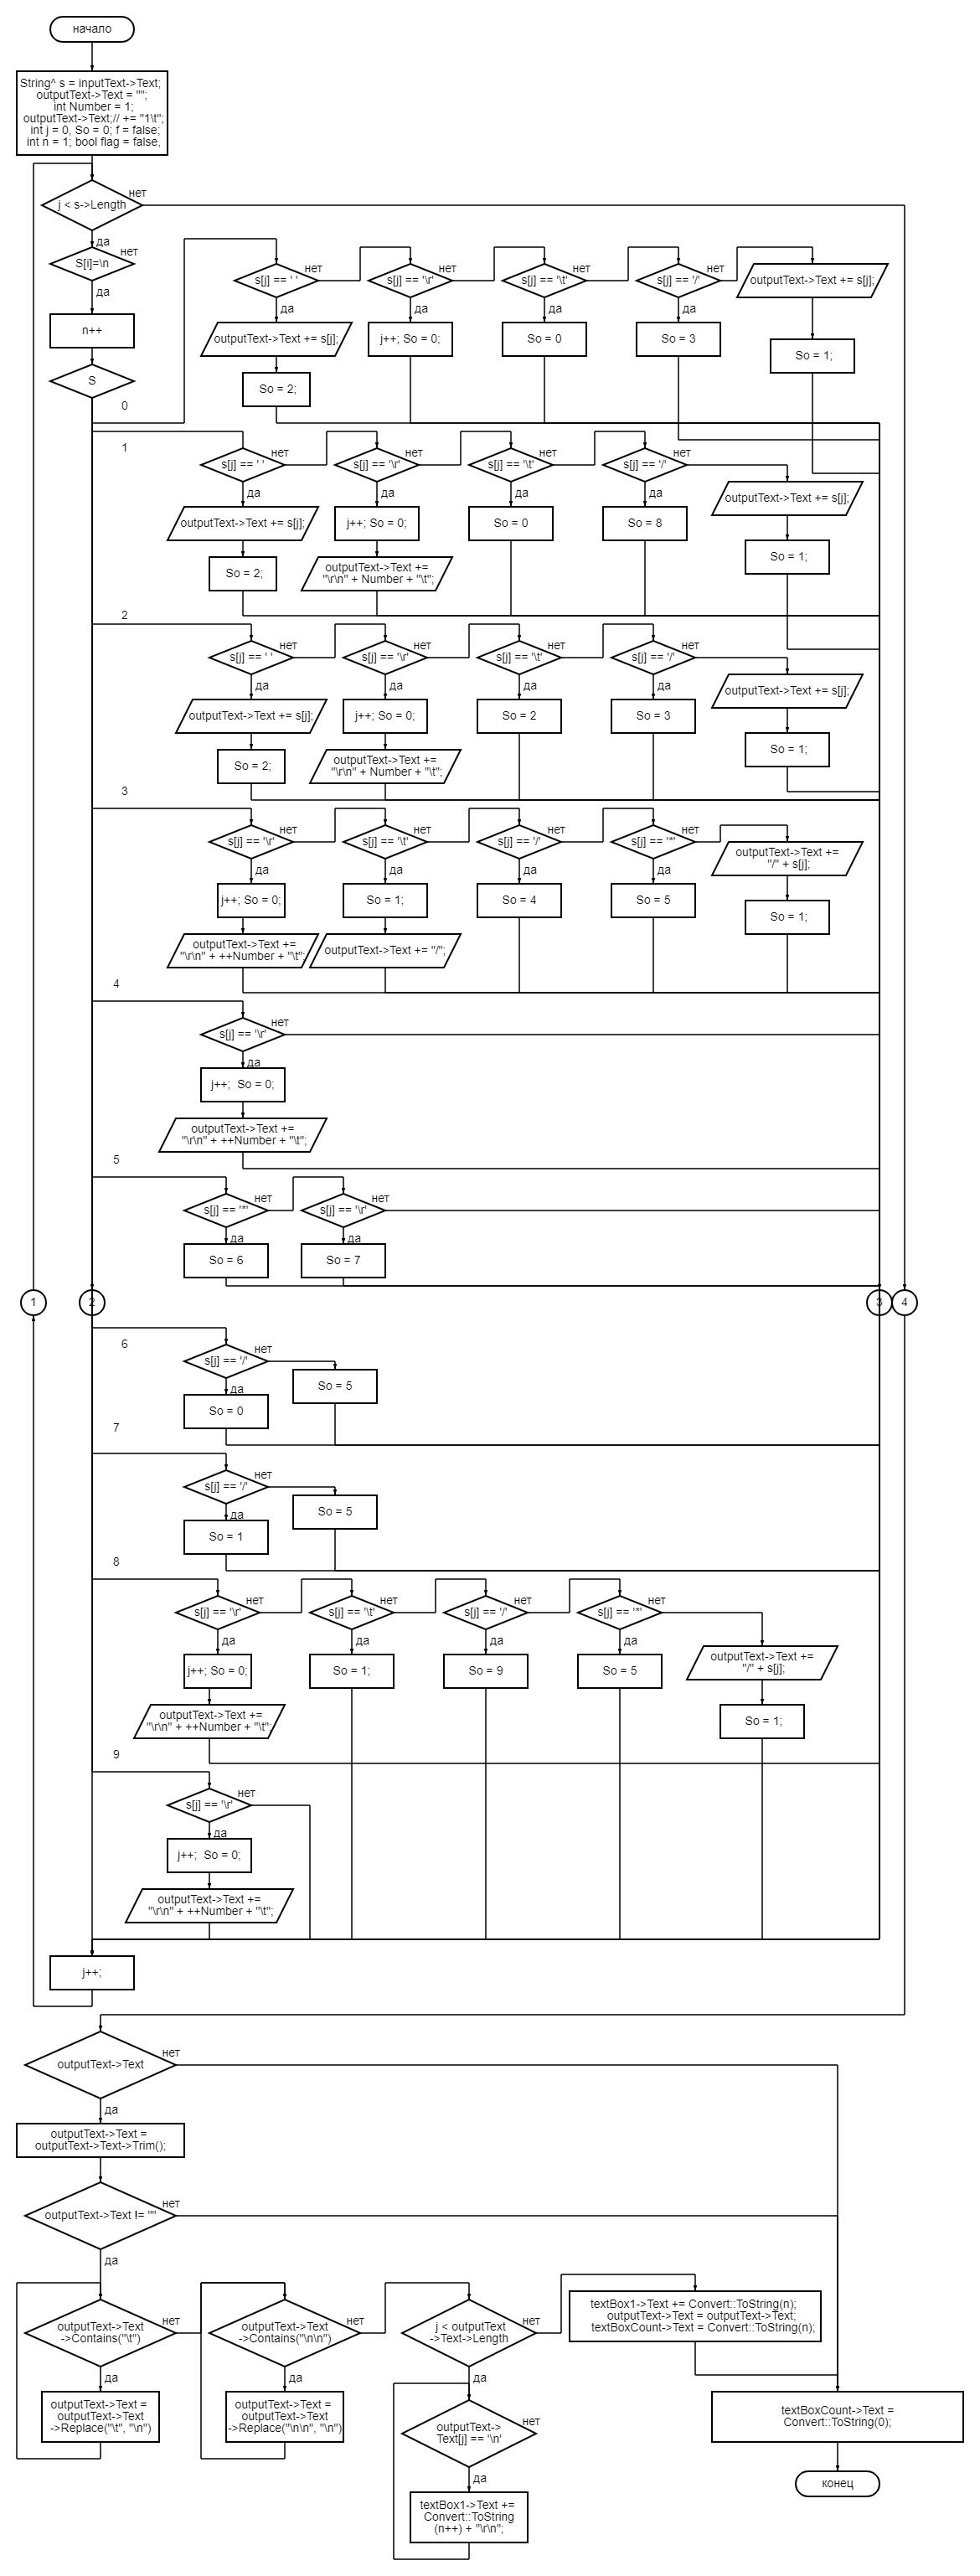 начало
String^ s = inputText->Text;
outputText->Text = "";
int Number = 1;
outputText->Text;// += "1\t";
int j = 0, So = 0; f = false;
int n = 1; bool flag = false,
j < s->Length
нет
да
S[i]=\n
нет
да
n++
S
0
s[j] == ' '
нет
s[j] == '\r'
нет
s[j] == '\t'
нет
s[j] == '/'
нет
outputText->Text += s[j];
да
да
да
да
outputText->Text += s[j];
j++; So = 0;
So = 0
So = 3
So = 1;
So = 2;
1
s[j] == ' '
нет
s[j] == '\r'
нет
s[j] == '\t'
нет
s[j] == '/'
нет
outputText->Text += s[j];
да
да
да
да
outputText->Text += s[j];
j++; So = 0;
So = 0
So = 8
So = 1;
So = 2;
outputText->Text +=
"\r\n" + Number + "\t";
2
s[j] == ' '
нет
s[j] == '\r'
нет
s[j] == '\t'
нет
s[j] == '/'
нет
outputText->Text += s[j];
да
да
да
да
outputText->Text += s[j];
j++; So = 0;
So = 2
So = 3
So = 1;
So = 2;
outputText->Text +=
"\r\n" + Number + "\t";
3
s[j] == '\r'
нет
s[j] == '\t'
нет
s[j] == '/'
нет
s[j] == '*'
нет
outputText->Text +=
"/" + s[j];
да
да
да
да
j++; So = 0;
So = 1;
So = 4
So = 5
So = 1;
outputText->Text +=
"\r\n" + ++Number + "\t";
outputText->Text += "/";
4
s[j] == '\r'
нет
да
j++;  So = 0;
outputText->Text +=
"\r\n" + ++Number + "\t";
5
s[j] == '*'
нет
s[j] == '\r'
нет
да
да
So = 6
So = 7
1
2
3
4
6
s[j] == '/'
нет
So = 5
да
So = 0
7
s[j] == '/'
нет
So = 5
да
So = 1
8
s[j] == '\r'
нет
s[j] == '\t'
нет
s[j] == '/'
нет
s[j] == '*'
нет
outputText->Text +=
"/" + s[j];
да
да
да
да
j++; So = 0;
So = 1;
So = 9
So = 5
So = 1;
outputText->Text +=
"\r\n" + ++Number + "\t";
9
s[j] == '\r'
нет
да
j++;  So = 0;
outputText->Text +=
"\r\n" + ++Number + "\t";
j++;
outputText->Text
нет
да
outputText->Text =
outputText->Text->Trim();
outputText->Text != ""
нет
да
outputText->Text
->Contains("\t")
нет
outputText->Text
->Contains("\n\n")
нет
j < outputText
->Text->Length
нет
textBox1->Text += Convert::ToString(n);
outputText->Text = outputText->Text;
textBoxCount->Text = Convert::ToString(n);
да
да
да
outputText->Text =
outputText->Text
->Replace("\t", "\n")
outputText->Text =
outputText->Text
->Replace("\n\n", "\n")
outputText->
Text[j] == '\n'
нет
textBoxCount->Text =
Convert::ToString(0);
да
textBox1->Text +=
Convert::ToString
(n++) + "\r\n";
конец